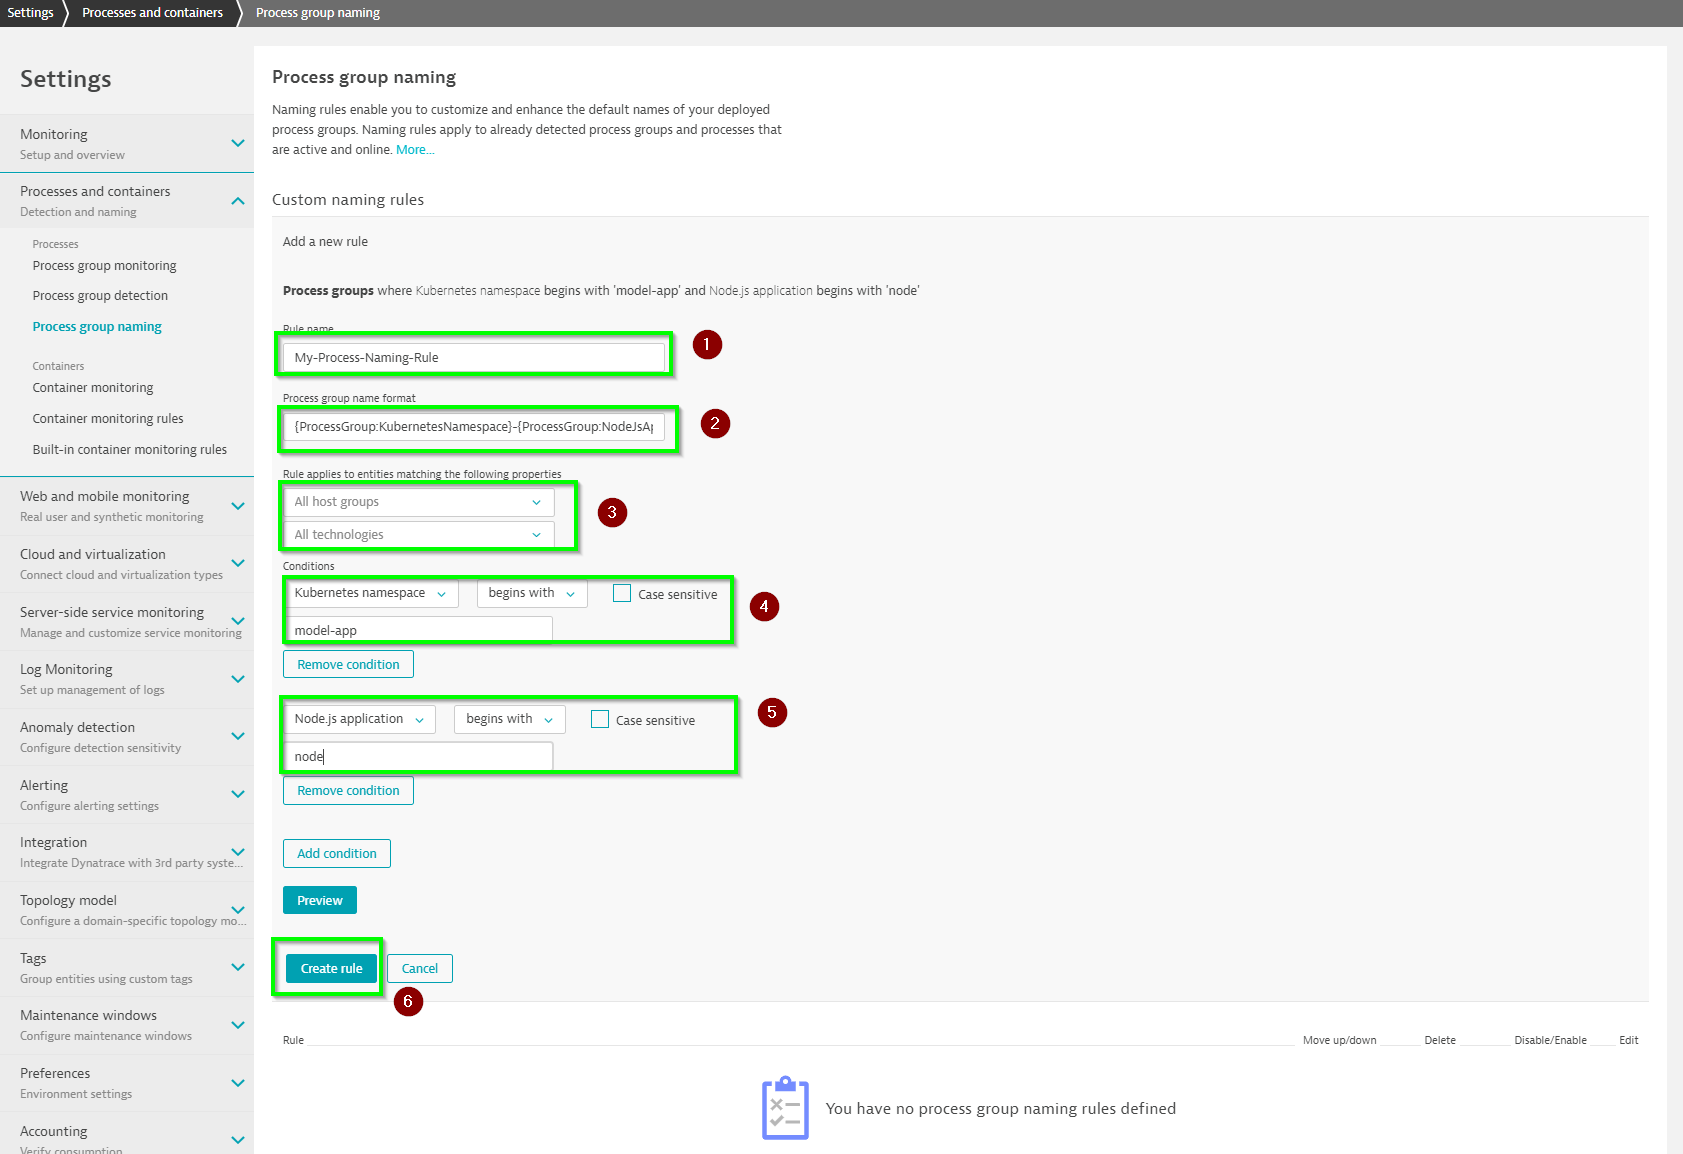 Settings
Processes and containers
Process group naming
Settings
Monitoring
Setup and overview
Processes and containers
Detection and naming
Processes
Process group monitoring
Process group detection
Process group naming
Containers
Container monitoring
Container monitoring rules
Built-in container monitoring rules
Web and mobile monitoring
Real user and synthetic monitoring
Cloud and virtualization
Connect cloud and virtualization types
Server-side service monitoring
Manage and customize service monitoring
Log Monitoring
Set up management of logs
Anomaly detection
Configure detection sensitivity
Alerting
Configure alerting settings
Integration
Integrate Dynatrace with 3rd party syste...
Topology model
Configure a domain-specific topology mo...
Tags
Group entities using custom tags
Maintenance windows
Configure maintenance windows
Preferences
Environment settings
Accounting
Verify consumption
Process group naming
Naming rules enable you to customize and enhance the default names of your deployed
process groups. Naming rules apply to already detected process groups and processes that
are active and online. More...
Custom naming rules
Add a new rule
Process groups where Kubernetes namespace begins with 'model-app' and Node.js application begins with 'node'
Rule name
My-Process-Naming-Rule
1
Process group name format
{ProcessGroup:KubernetesNamespace}-{ProcessGroup:NodeJsAp
2
Rule applies to entities matching the following properties
All host groups
3
All technologies
Conditions
Kubernetes namespace begins with Case sensitive
4
model-app
Remove condition
Node.js application begins with Case sensitive
5
node
Remove condition
Add condition
Preview
Create rule Cancel
6
Rule Move up/down Delete Disable/Enable Edit
You have no process group naming rules defined